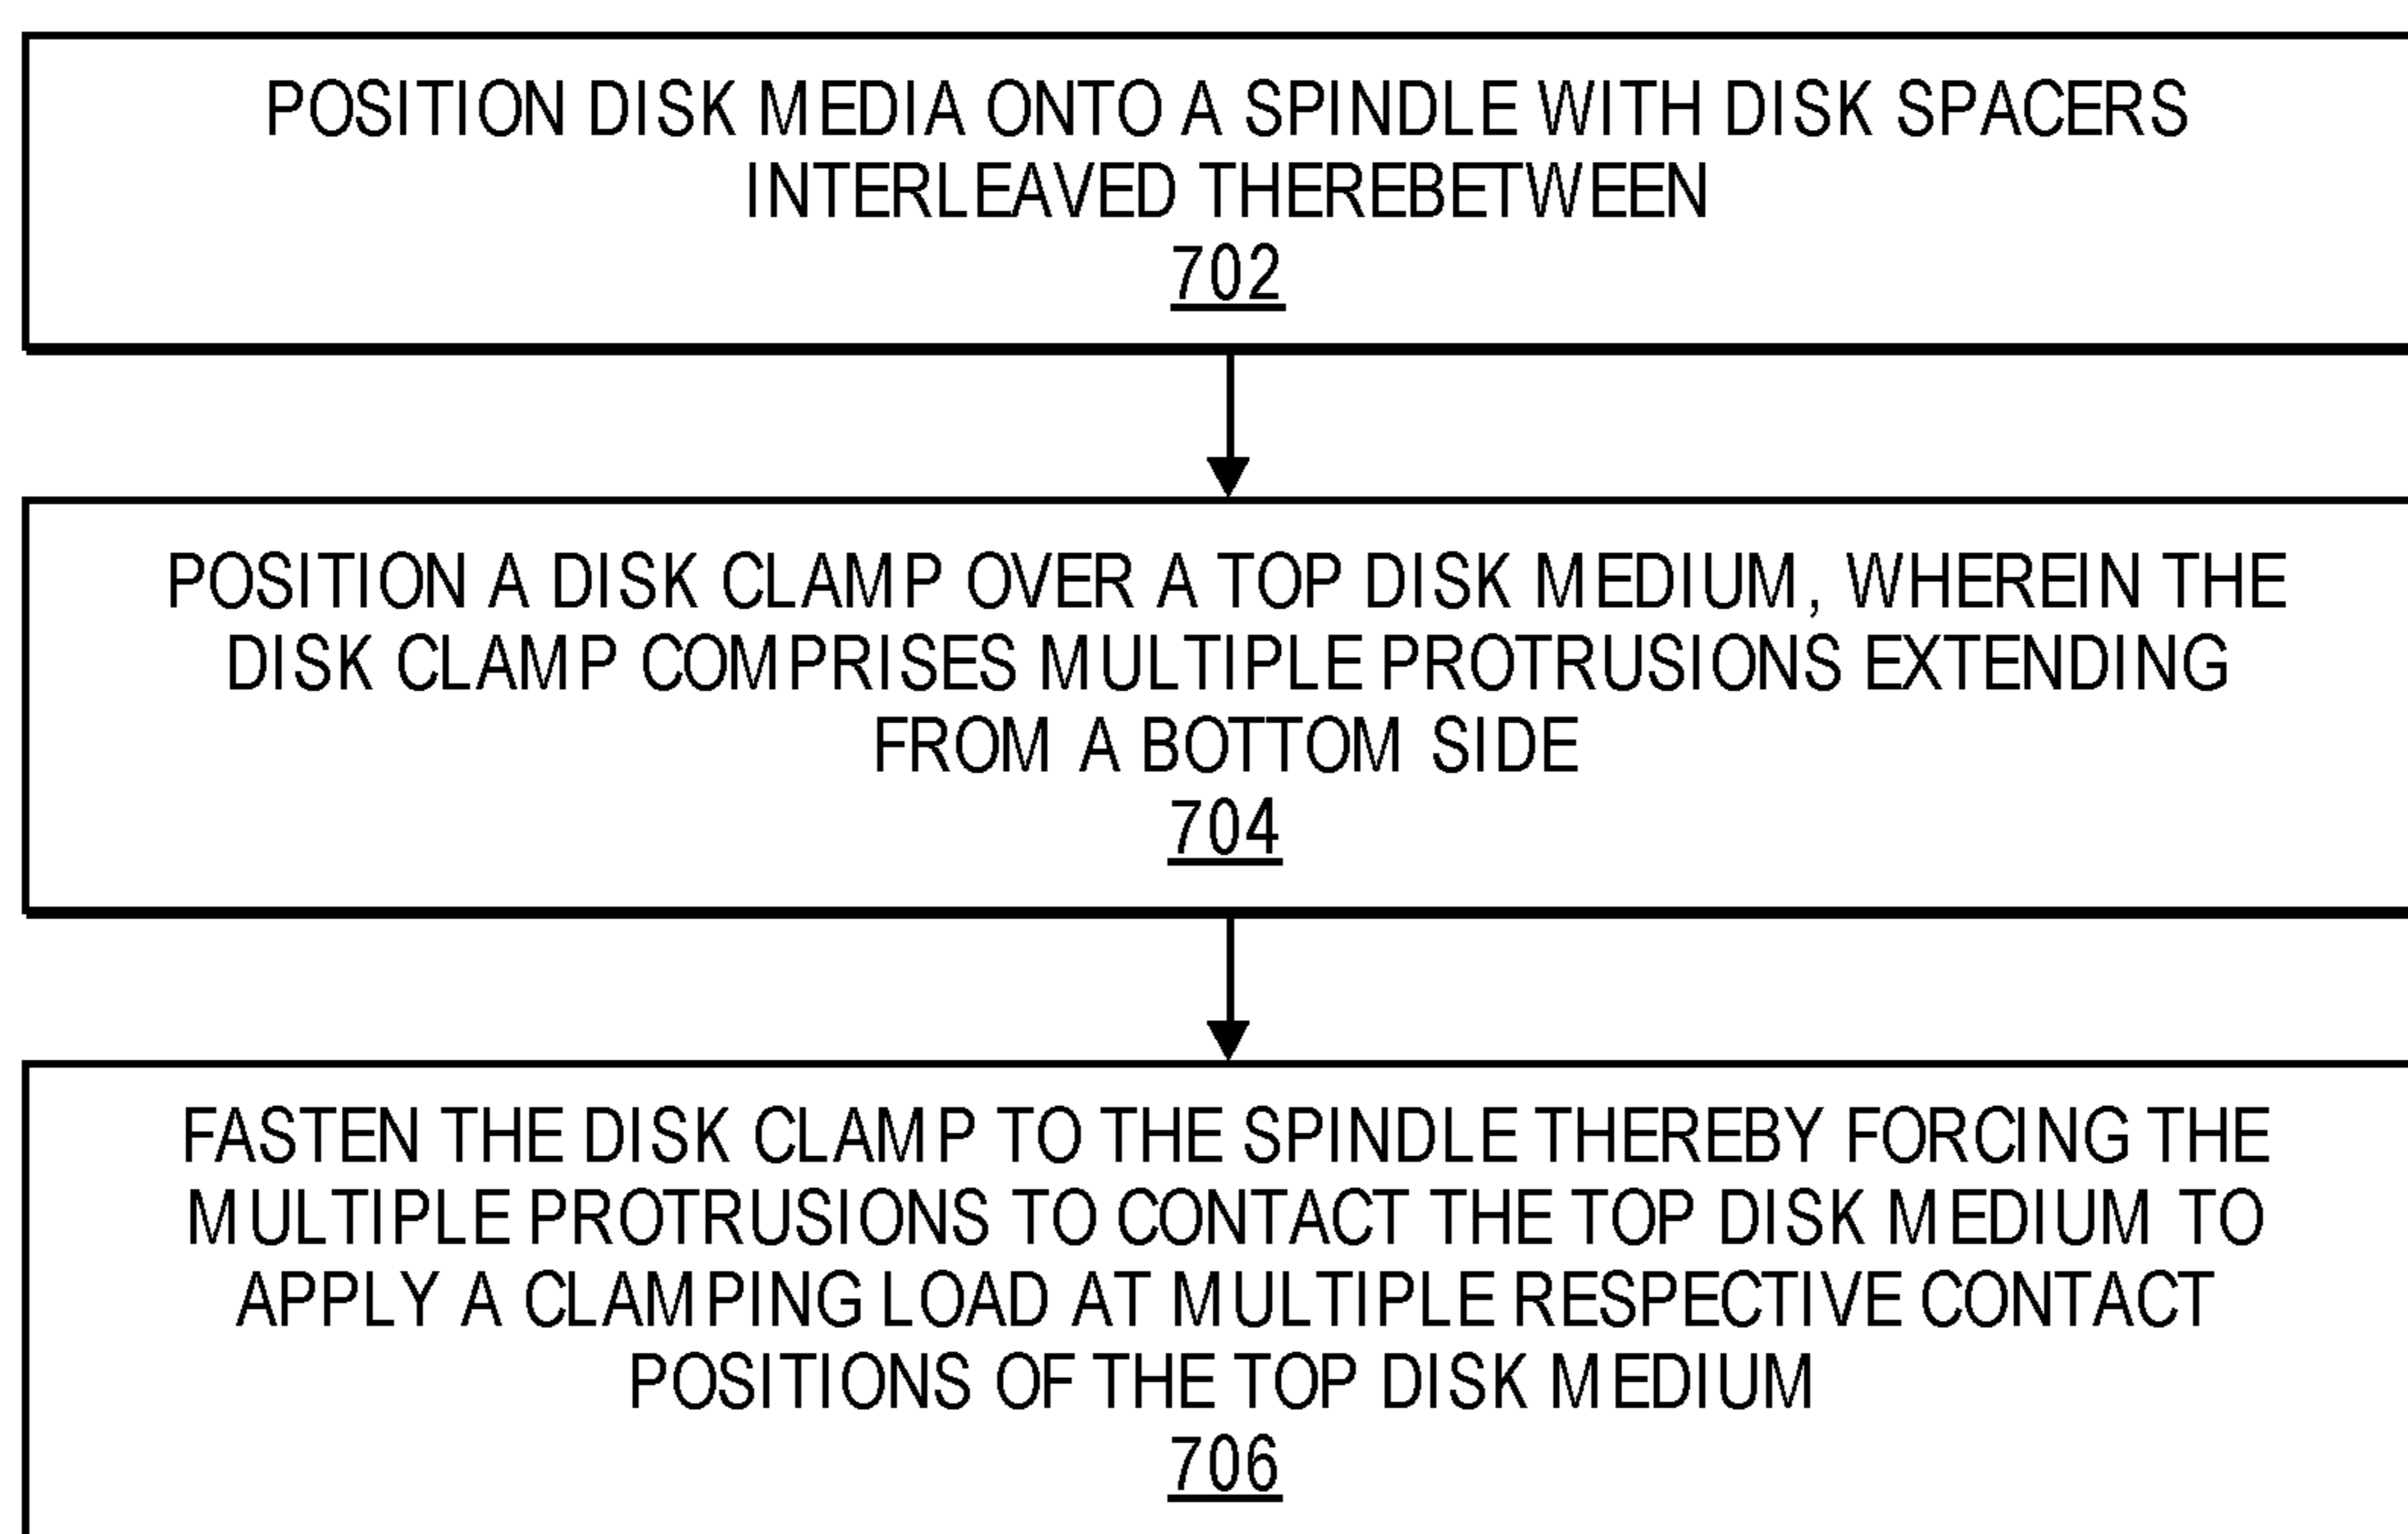 POSITION DISK MEDIA ONTO A SPINDLE WITH DISK SPACERS
INTERLEAVED THEREBETWEEN
702
POSITION A DISK CLAMP OVER A TOP DISK MEDIUM, WHEREIN THE
DISK CLAMP COMPRISES MULTIPLE PROTRUSIONS EXTENDING
FROM A BOTTOM SIDE
704
FASTEN THE DISK CLAMP TO THE SPINDLE THEREBY FORCING THE
MULTIPLE PROTRUSIONS TO CONTACT THE TOP DISK MEDIUM TO
APPLY A CLAMPING LOAD AT MULTIPLE RESPECTIVE CONTACT
POSITIONS OF THE TOP DISK MEDIUM
706